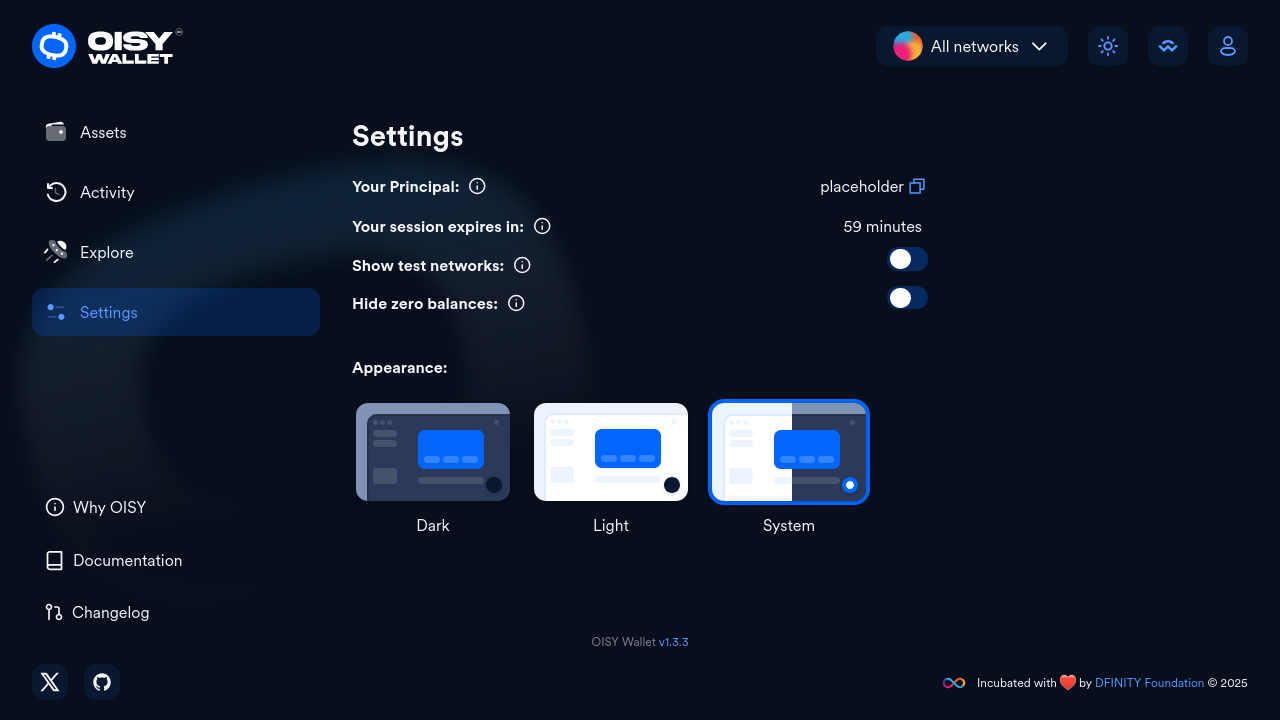 OISY
WALLET
All networks
Assets
Activity
Explore
Settings
Why OISY
Documentation
Changelog
Settings
Your Principal:
placeholder
Your session expires in:
59 minutes
Show test networks:
Hide zero balances:
Appearance:
Dark
Light
System
OISY Wallet v1.3.3
Incubated with ❤️ by DFINITY Foundation © 2025